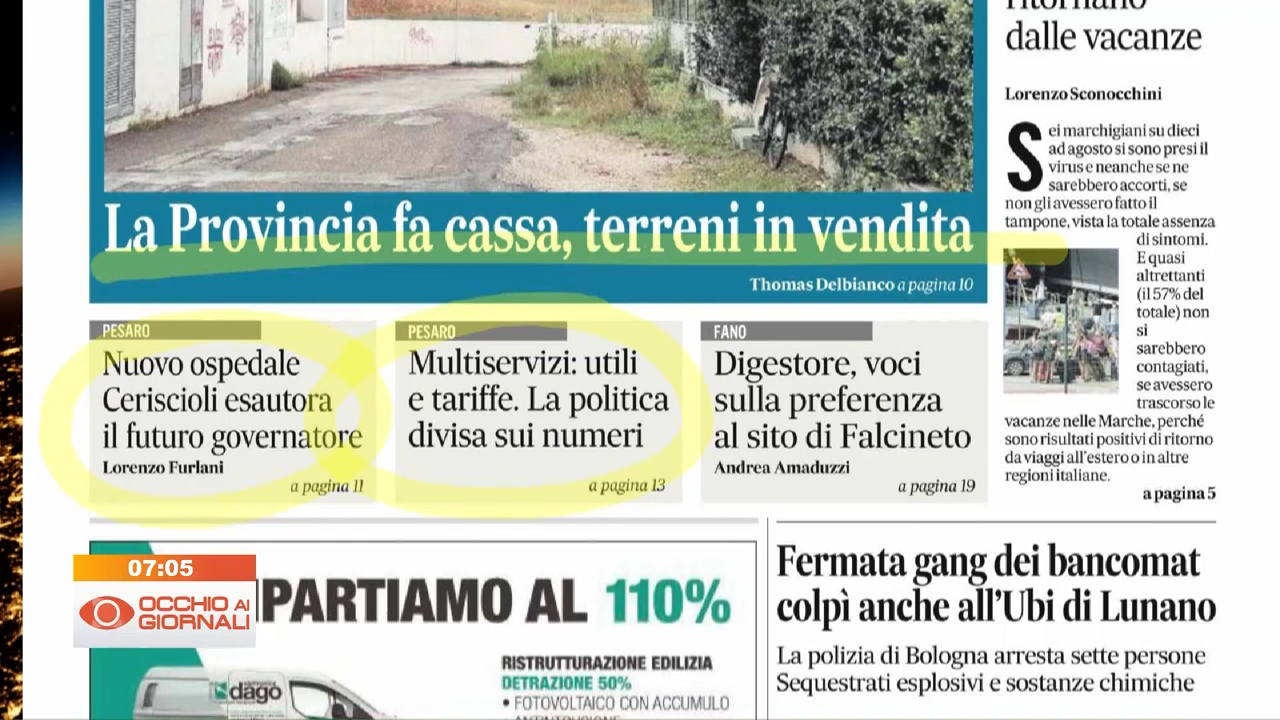 ritornano
dalle vacanze
Lorenzo Sconocchini
Sei marchigiani su dieci
ad agosto si sono presi il
virus e neanche se ne
sarebbero accorti, se
non gli avessero fatto il
tampone, vista la totale assenza
di sintomi.
E quasi
altrettanti
(il 57% del
totale) non
si
sarebbero
contagiati,
se avessero
trascorso le
vacanze nelle Marche, perché
sono risultati positivi di ritorno
da viaggi all'estero o in altre
regioni italiane.
a pagina 5
La Provincia fa cassa, terreni in vendita
Thomas Delbianco a pagina 10
PESARO
Nuovo ospedale
Ceriscioli esautora
il futuro governatore
Lorenzo Furlani
a pagina 11
PESARO
Multiservizi: utili
e tariffe. La politica
divisa sui numeri
a pagina 13
FANO
Digestore, voci
sulla preferenza
al sito di Falcineto
Andrea Amaduzzi
a pagina 19
Fermata gang dei bancomat
colpì anche all'Ubi di Lunano
La polizia di Bologna arresta sette persone
Sequestrati esplosivi e sostanze chimiche
07:05
OCCHIO AI
GIORNALI
PARTIAMO AL 110%
RISTRUTTURAZIONE EDILIZIA
DETRAZIONE 50%
• FOTOVOLTAICO CON ACCUMULO
dago